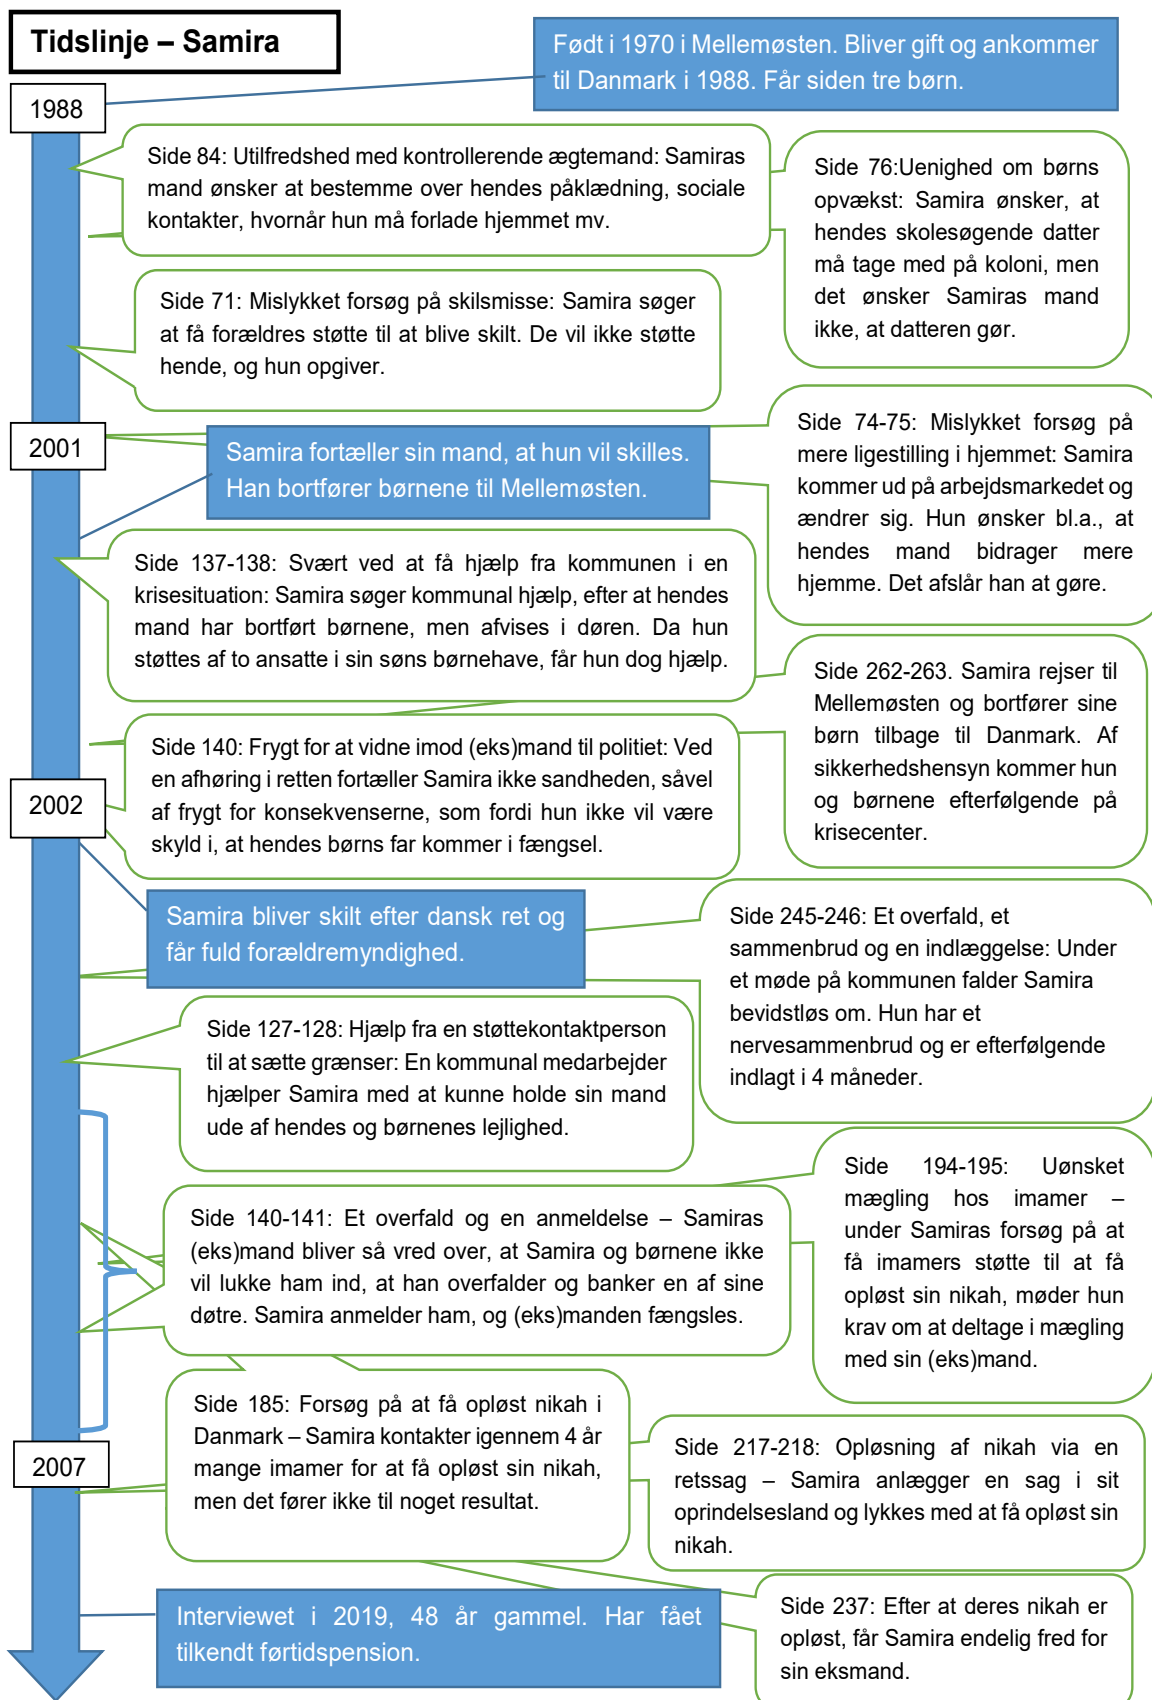 Tidslinje – Samira
Født i 1970 i Mellemøsten. Bliver gift og ankommer
til Danmark i 1988. Får siden tre børn.
1988
Side 84: Utilfredshed med kontrollerende ægtemand: Samiras
mand ønsker at bestemme over hendes påklædning, sociale
kontakter, hvornår hun må forlade hjemmet mv.
Side 76:Uenighed om børns
opvækst: Samira ønsker, at
hendes skolesøgende datter
må tage med på koloni, men
det ønsker Samiras mand
ikke, at datteren gør.
Side 71: Mislykket forsøg på skilsmisse: Samira søger
at få forældres støtte til at blive skilt. De vil ikke støtte
hende, og hun opgiver.
2001
Samira fortæller sin mand, at hun vil skilles.
Han bortfører børnene til Mellemøsten.
Side 74-75: Mislykket forsøg på
mere ligestilling i hjemmet: Samira
kommer ud på arbejdsmarkedet og
ændrer sig. Hun ønsker bl.a., at
hendes mand bidrager mere
hjemme. Det afslår han at gøre.
Side 137-138: Svært ved at få hjælp fra kommunen i en
krisesituation: Samira søger kommunal hjælp, efter at hendes
mand har bortført børnene, men afvises i døren. Da hun
støttes af to ansatte i sin søns børnehave, får hun dog hjælp.
Side 262-263. Samira rejser til
Mellemøsten og bortfører sine
børn tilbage til Danmark. Af
sikkerhedshensyn kommer hun
og børnene efterfølgende på
krisecenter.
Side 140: Frygt for at vidne imod (eks)mand til politiet: Ved
en afhøring i retten fortæller Samira ikke sandheden, såvel
af frygt for konsekvenserne, som fordi hun ikke vil være
skyld i, at hendes børns far kommer i fængsel.
2002
Samira bliver skilt efter dansk ret og
får fuld forældremyndighed.
Side 245-246: Et overfald, et
sammenbrud og en indlæggelse: Under
et møde på kommunen falder Samira
bevidstløs om. Hun har et
nervesammenbrud og er efterfølgende
indlagt i 4 måneder.
Side 127-128: Hjælp fra en støttekontaktperson
til at sætte grænser: En kommunal medarbejder
hjælper Samira med at kunne holde sin mand
ude af hendes og børnenes lejlighed.
Side 194-195: Uønsket
mægling hos imamer –
under Samiras forsøg på at
få imamers støtte til at få
opløst sin nikah, møder hun
krav om at deltage i mægling
med sin (eks)mand.
Side 140-141: Et overfald og en anmeldelse – Samiras
(eks)mand bliver så vred over, at Samira og børnene ikke
vil lukke ham ind, at han overfalder og banker en af sine
døtre. Samira anmelder ham, og (eks)manden fængsles.
Side 185: Forsøg på at få opløst nikah i
Danmark – Samira kontakter igennem 4 år
mange imamer for at få opløst sin nikah,
men det fører ikke til noget resultat.
2007
Side 217-218: Opløsning af nikah via en
retssag – Samira anlægger en sag i sit
oprindelsesland og lykkes med at få opløst sin
nikah.
Interviewet i 2019, 48 år gammel. Har fået
tilkendt førtidspension.
Side 237: Efter at deres nikah er
opløst, får Samira endelig fred for
sin eksmand.